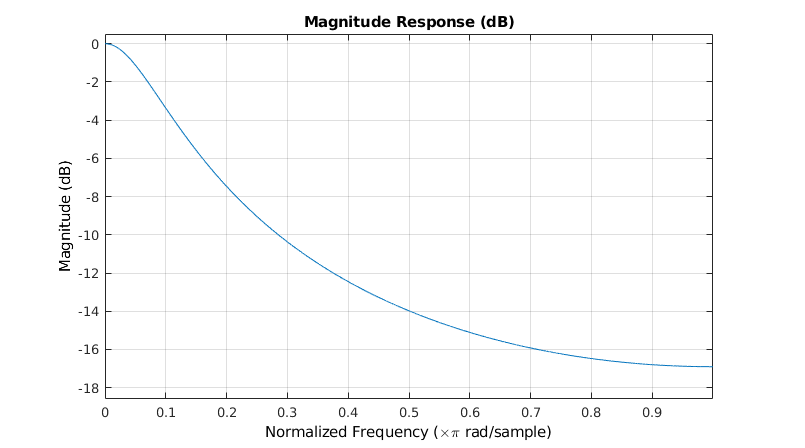 Magnitude Response (dB)
Magnitude (dB)
0
-2
-4
-6
-8
-10
-12
-14
-16
-18
0 0.1 0.2 0.3 0.4 0.5 0.6 0.7 0.8 0.9
Normalized Frequency (×π rad/sample)